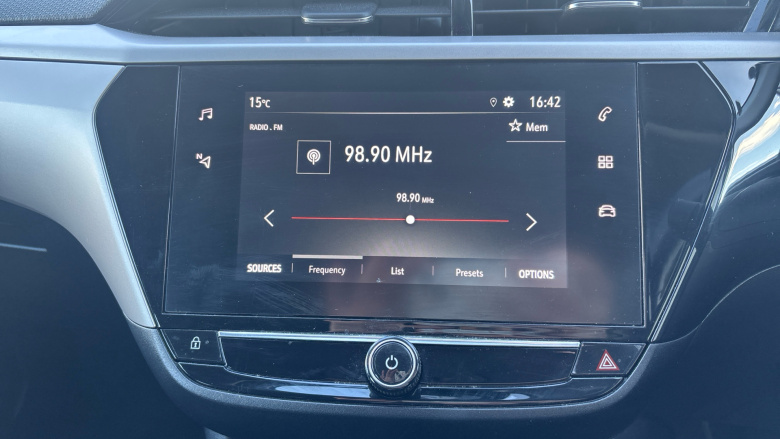 15°C
16:42
RADIO . FM
Mem
98.90 MHz
98.90 MHz
SOURCES
Frequency
List
Presets
OPTIONS
N